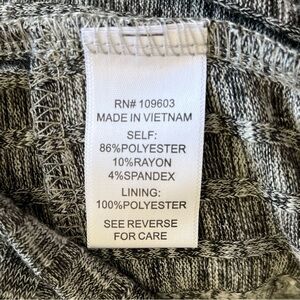 RN# 109603
MADE IN VIETNAM
SELF:
86%POLYESTER
10%RAYON
4%SPANDEX
LINING:
100%POLYESTER
SEE REVERSE
FOR CARE